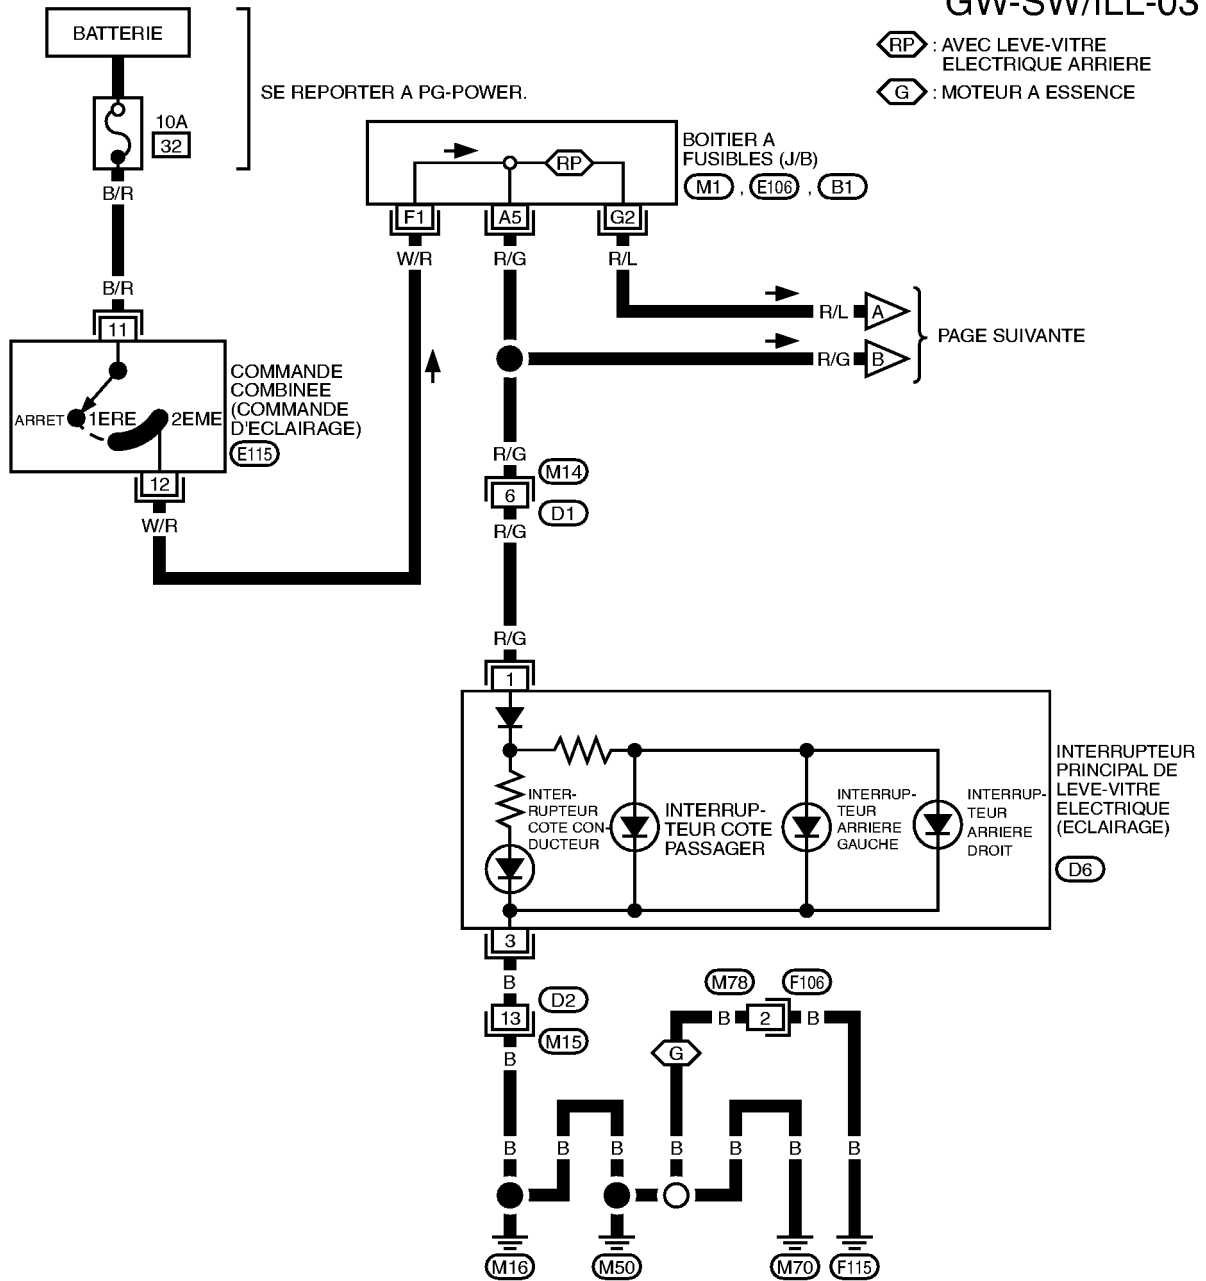 GW-SW/ILL-03
BATTERIE
SE REPORTER A PG-POWER.
10A
32
RP : AVEC LEVE-VITRE
ELECTRIQUE ARRIERE
G : MOTEUR A ESSENCE
BOITIER A
FUSIBLES (J/B)
M1 , E106 , B1
RP
F1
A5
G2
B/R
W/R
R/G
R/L
B/R
R/L
A
R/G
B
PAGE SUIVANTE
11
COMMANDE
COMBINEE
(COMMANDE
D'ECLAIRAGE)
E115
ARRET
1ERE
2EME
12
W/R
R/G
M14
6
D1
R/G
R/G
1
INTER-
RUPTEUR
COTE CON-
DUCTEUR
INTERRUP-
TEUR COTE
PASSAGER
INTERRUP-
TEUR
ARRIERE
GAUCHE
INTERRUP-
TEUR
ARRIERE
DROIT
INTERRUPTEUR
PRINCIPAL DE
LEVE-VITRE
ELECTRIQUE
(ECLAIRAGE)
D6
3
B
D2
13
M15
B
M78
F106
B
2
B
G
B
B
B
B
B
B
B
M16
M50
M70
F115